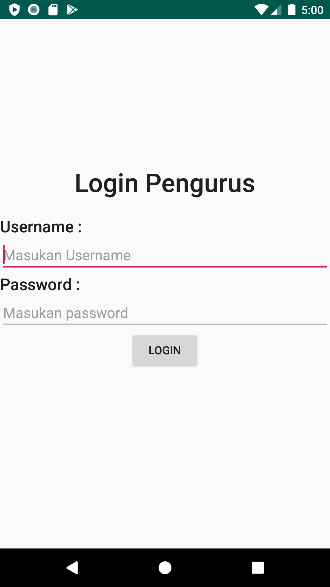 5:00
Login Pengurus
Username :
Masukan Username
Password :
Masukan password
LOGIN